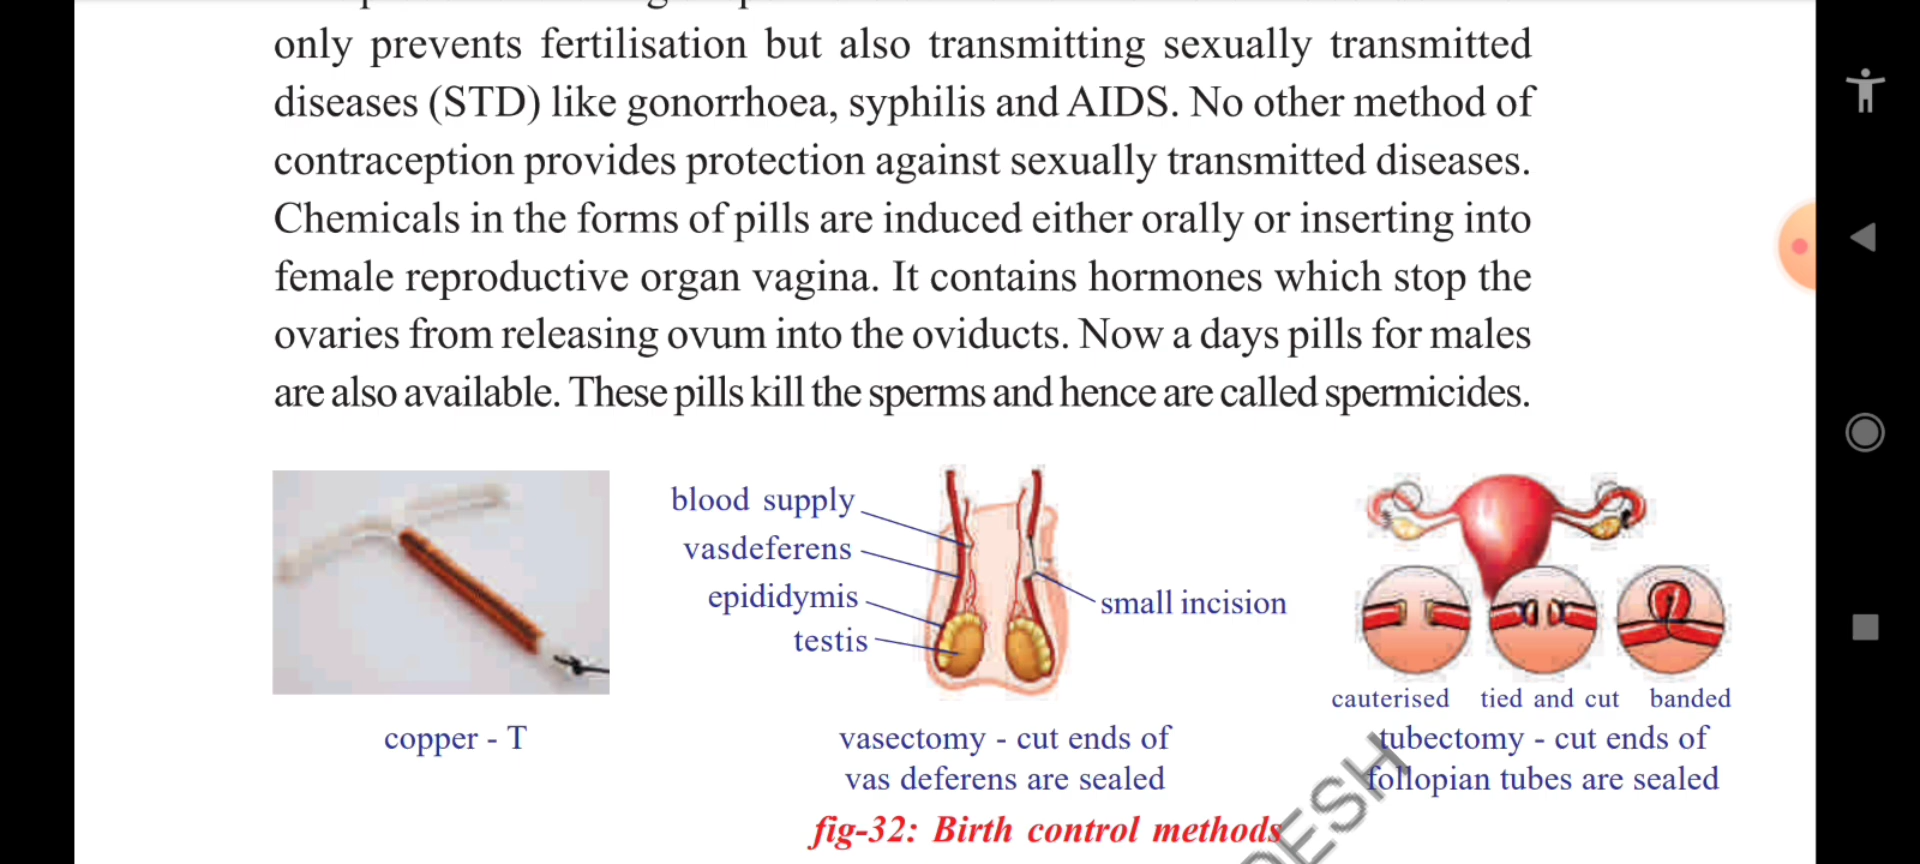 only prevents fertilisation but also transmitting sexually transmitted
diseases (STD) like gonorrhoea, syphilis and AIDS. No other method of
contraception provides protection against sexually transmitted diseases.
Chemicals in the forms of pills are induced either orally or inserting into
female reproductive organ vagina. It contains hormones which stop the
ovaries from releasing ovum into the oviducts. Now a days pills for males
are also available. These pills kill the sperms and hence are called spermicides.
blood supply
vasdeferens
epididymis
testis
small incision
cauterised tied and cut banded
copper - T
vasectomy - cut ends of
vas deferens are sealed
tubectomy - cut ends of
follopian tubes are sealed
fig-32: Birth control methods
DESH